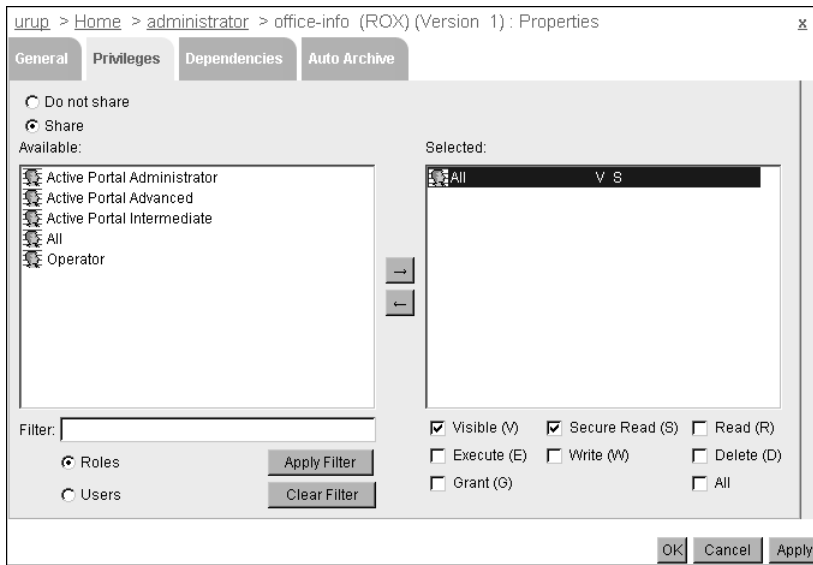 urup > Home > administrator > office-info (ROX) (Version 1) : Properties x
General Privileges Dependencies Auto Archive
Do not share
Share
Available:
Active Portal Administrator
Active Portal Advanced
Active Portal Intermediate
All
Operator
→
←
Selected:
All V S
Filter:
Roles Apply Filter
Users Clear Filter
Visible (V) Secure Read (S) Read (R)
Execute (E) Write (W) Delete (D)
Grant (G) All
OK Cancel Apply